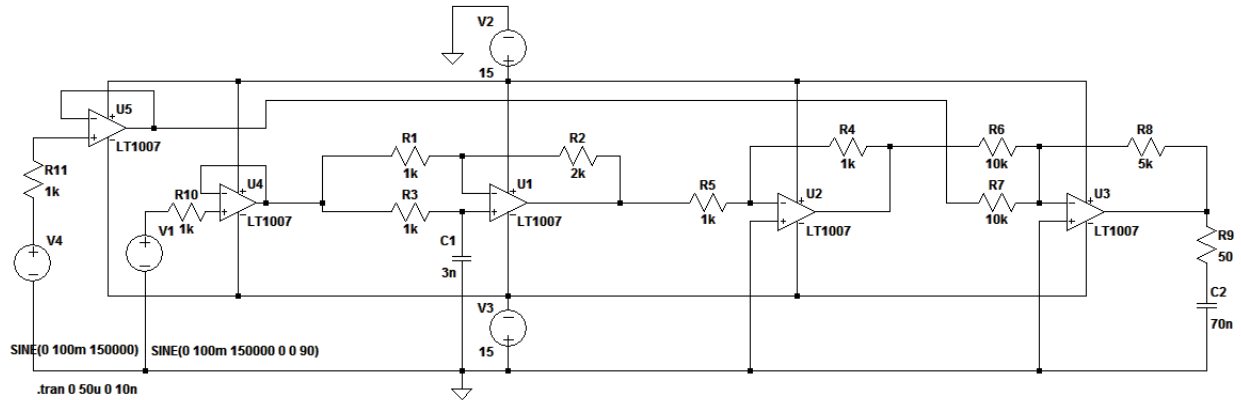 V2
15
U5
LT1007
R11
1k
V4
R10
1k
V1
U4
LT1007
R1
1k
R3
1k
R2
2k
U1
LT1007
C1
3n
V3
15
R5
1k
R4
1k
U2
LT1007
R6
10k
R7
10k
R8
5k
U3
LT1007
R9
50
C2
70n
SINE(0 100m 150000)
SINE(0 100m 150000 0 0 90)
.tran 0 50u 0 10n